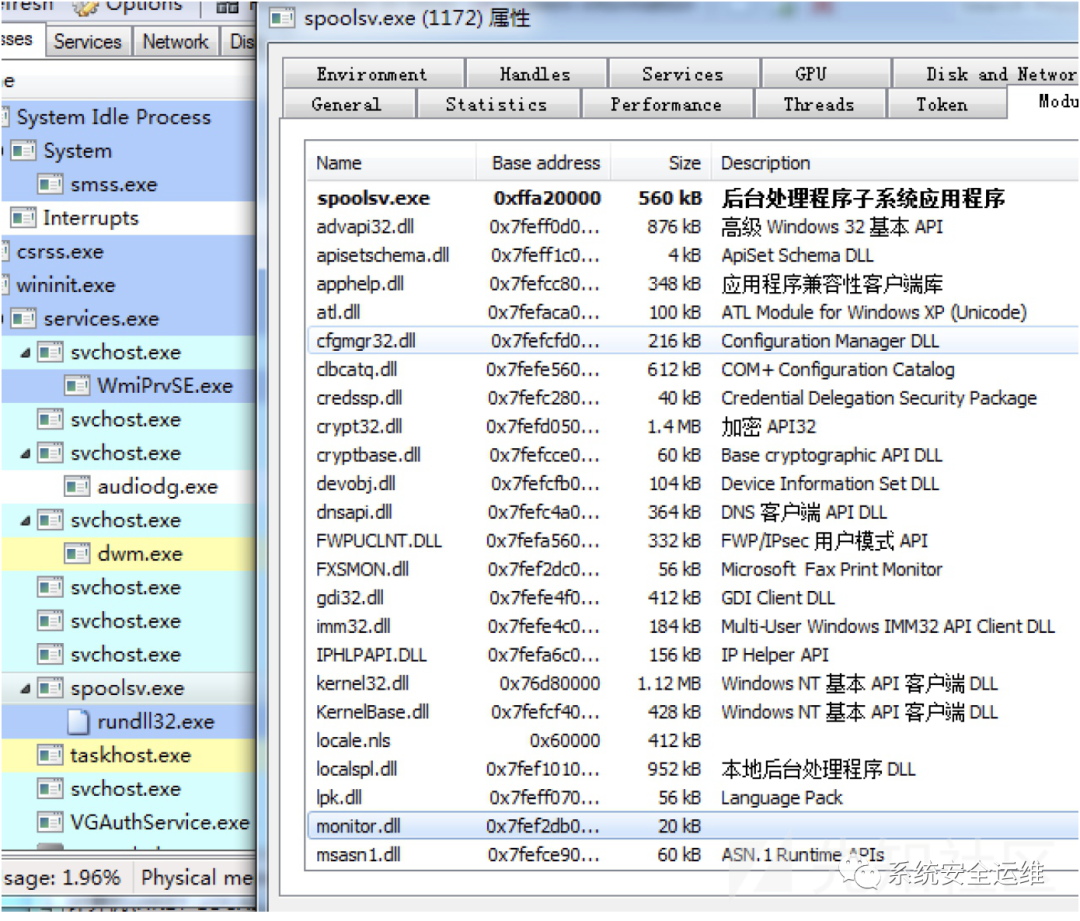 Options
spoolsv.exe (1172) 属性
Services
Network
Environment
Handles
Services
GPU
Disk and Networ
General
Statistics
Performance
Threads
Token
Modu
System Idle Process
System
smss.exe
Interrupts
csrss.exe
wininit.exe
services.exe
svchost.exe
WmiPrvSE.exe
svchost.exe
svchost.exe
audiodg.exe
svchost.exe
dwm.exe
svchost.exe
svchost.exe
svchost.exe
spoolsv.exe
rundll32.exe
taskhost.exe
svchost.exe
VGAuthService.exe
sage: 1.96%
Physical me
Name Base address Size Description
spoolsv.exe 0xffa20000 560 kB 后台处理程序子系统应用程序
advapi32.dll 0x7feff0d0... 876 kB 高级 Windows 32 基本 API
apisetschema.dll 0x7feff1c0... 4 kB ApiSet Schema DLL
apphelp.dll 0x7fefcc80... 348 kB 应用程序兼容性客户端库
atl.dll 0x7fefaca0... 100 kB ATL Module for Windows XP (Unicode)
cfgmgr32.dll 0x7fefcfd0... 216 kB Configuration Manager DLL
clbcatq.dll 0x7fefe560... 612 kB COM+ Configuration Catalog
credssp.dll 0x7fefc280... 40 kB Credential Delegation Security Package
crypt32.dll 0x7fefd050... 1.4 MB 加密 API32
cryptbase.dll 0x7fefcce0... 60 kB Base cryptographic API DLL
devobj.dll 0x7fefcfb0... 104 kB Device Information Set DLL
dnsapi.dll 0x7fefc4a0... 364 kB DNS 客户端 API DLL
FWPUCLNT.DLL 0x7fefa560... 332 kB FWP/IPsec 用户模式 API
FXSMON.dll 0x7fef2dc0... 56 kB Microsoft Fax Print Monitor
gdi32.dll 0x7fefe4f0... 412 kB GDI Client DLL
imm32.dll 0x7fefe4c0... 184 kB Multi-User Windows IMM32 API Client DLL
IPHLPAPI.DLL 0x7fefa6c0... 156 kB IP Helper API
kernel32.dll 0x76d80000 1.12 MB Windows NT 基本 API 客户端 DLL
KernelBase.dll 0x7fefcf40... 428 kB Windows NT 基本 API 客户端 DLL
locale.nls 0x60000 412 kB
localspl.dll 0x7fef1010... 952 kB 本地后台处理程序 DLL
lpk.dll 0x7feff070... 56 kB Language Pack
monitor.dll 0x7fef2db0... 20 kB
msasn1.dll 0x7fefce90... 60 kB ASN.1 Runtime APIs
系统安全运维